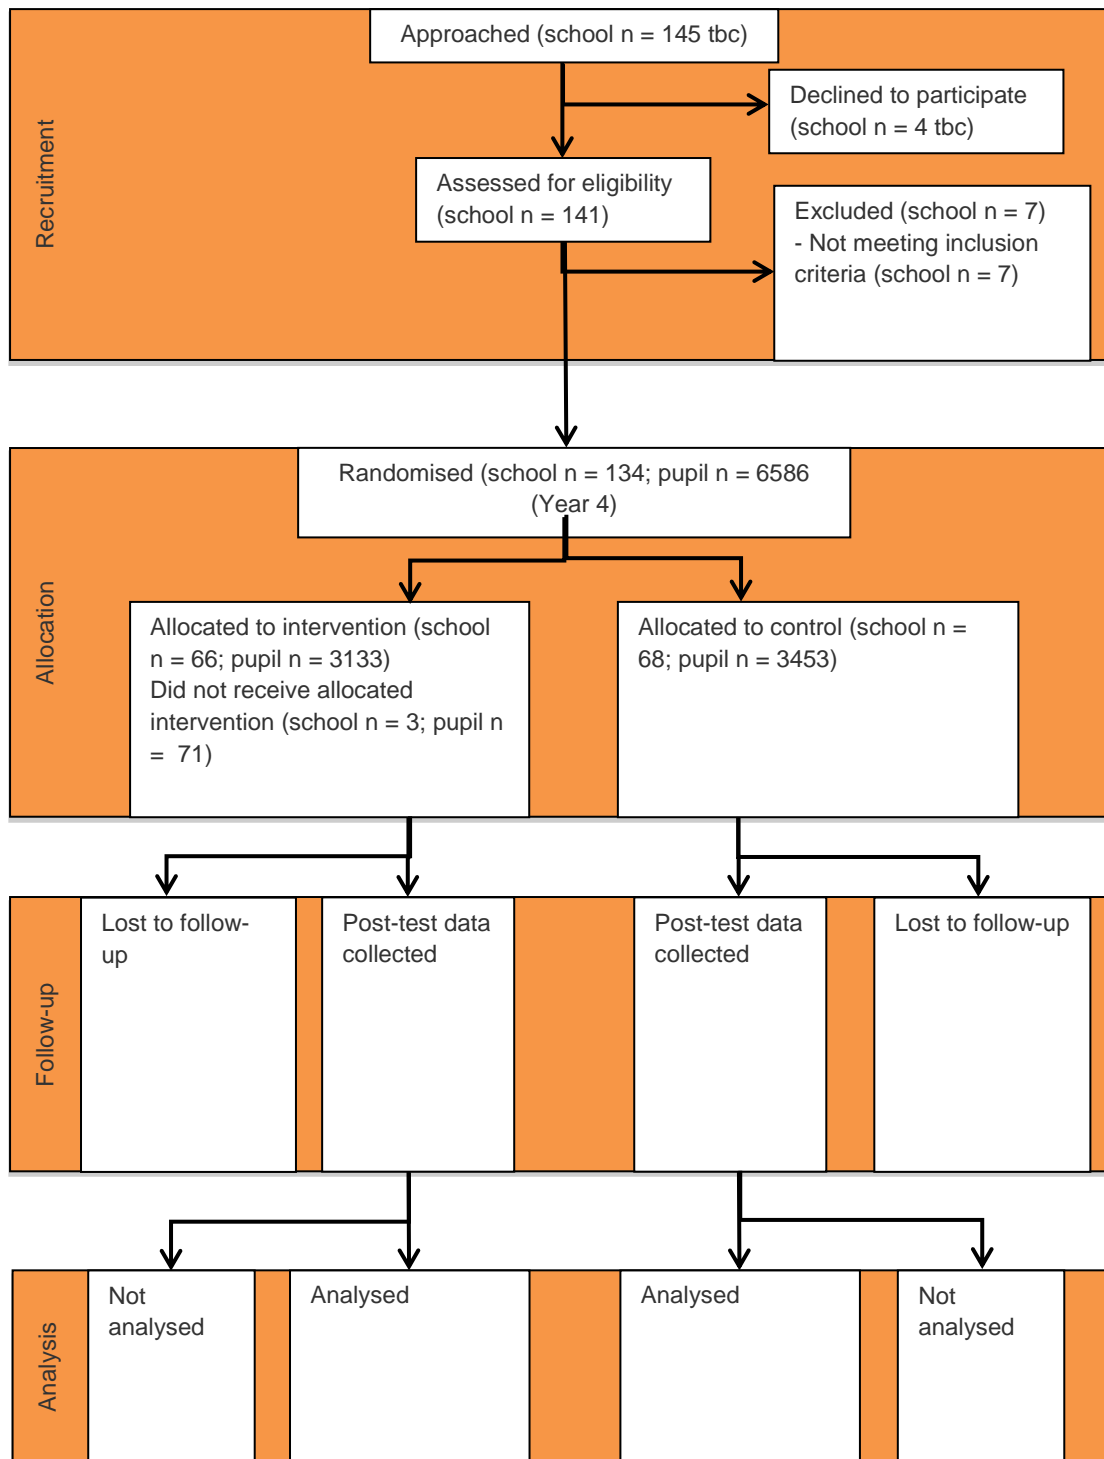 Approached (school n = 145 tbc)
Declined to participate
(school n = 4 tbc)
Recruitment
Assessed for eligibility
(school n = 141)
Excluded (school n = 7)
- Not meeting inclusion
criteria (school n = 7)
Randomised (school n = 134; pupil n = 6586
(Year 4)
Allocation
Allocated to intervention (school
n = 66; pupil n = 3133)
Did not receive allocated
intervention (school n = 3; pupil n
= 71)
Allocated to control (school n =
68; pupil n = 3453)
Follow-up
Lost to follow-
up
Post-test data
collected
Post-test data
collected
Lost to follow-up
Analysis
Not
analysed
Analysed
Analysed
Not
analysed